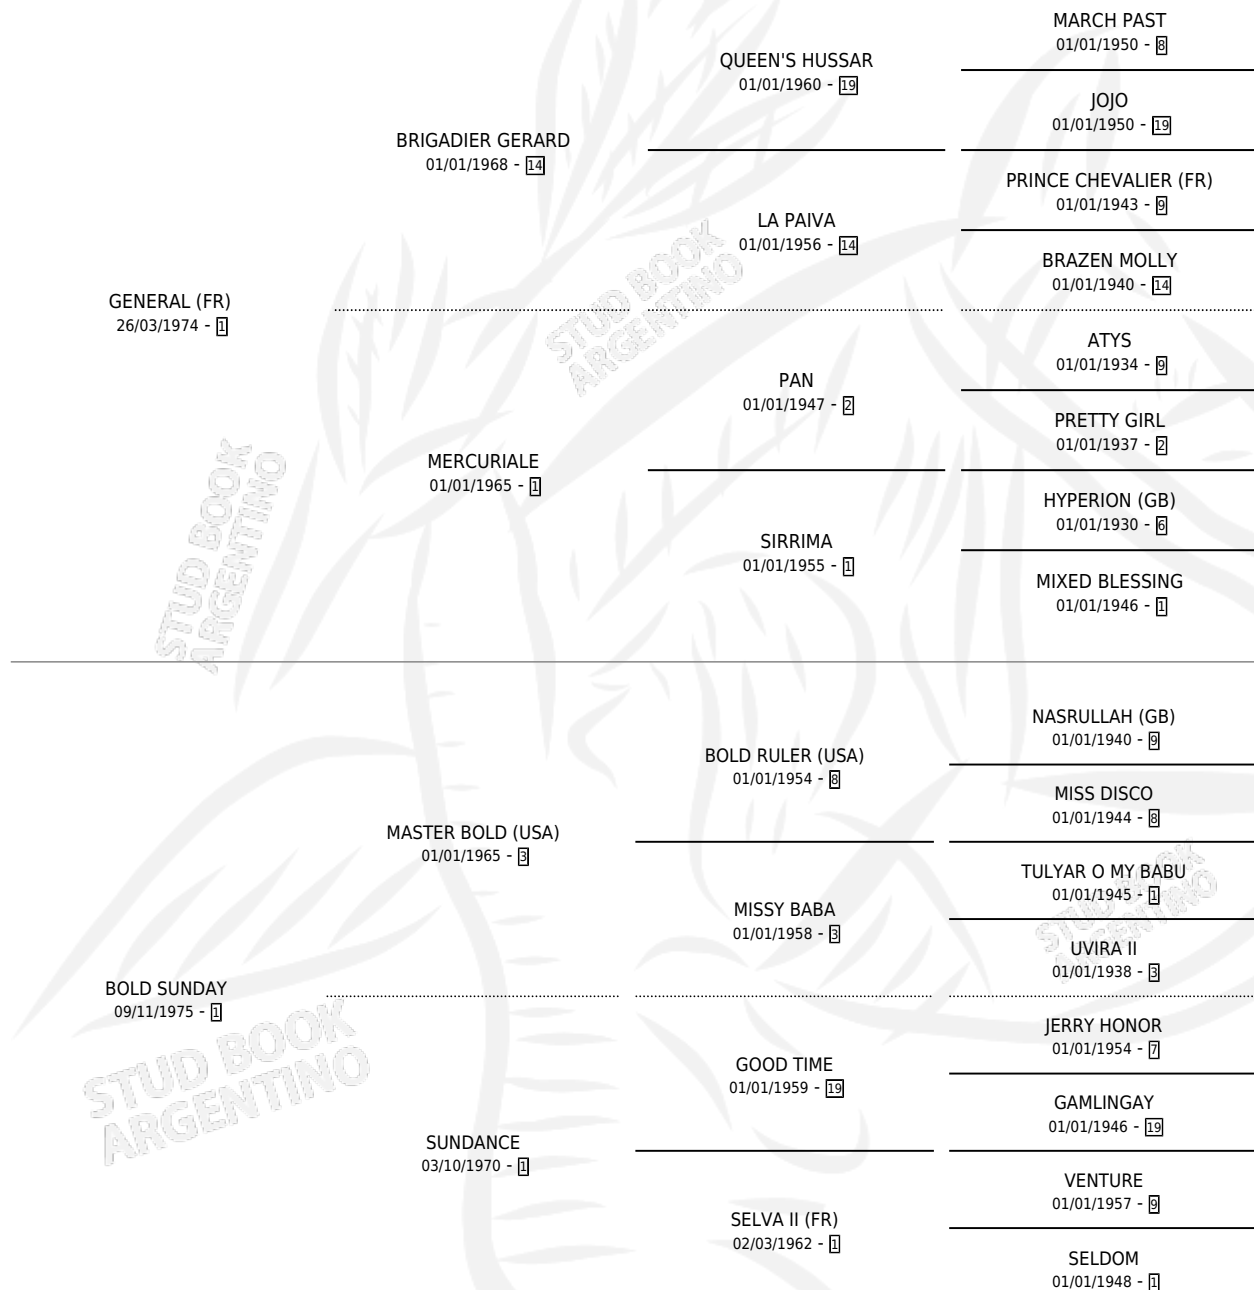 MARCH PAST
01/01/1950 - 8
QUEEN'S HUSSAR
01/01/1960 - 19
JOJO
01/01/1950 - 19
BRIGADIER GERARD
01/01/1968 - 14
PRINCE CHEVALIER (FR)
01/01/1943 - 9
LA PAIVA
01/01/1956 - 14
BRAZEN MOLLY
01/01/1940 - 14
GENERAL (FR)
26/03/1974 - 1
STUD BOOK
ARGENTINO
ATYS
01/01/1934 - 9
PAN
01/01/1947 - 2
PRETTY GIRL
01/01/1937 - 2
MERCURIALE
01/01/1965 - 1
HYPERION (GB)
01/01/1930 - 6
SIRRIMA
01/01/1955 - 1
MIXED BLESSING
01/01/1946 - 1
STUD BOOK
ARGENTINO
NASRULLAH (GB)
01/01/1940 - 9
BOLD RULER (USA)
01/01/1954 - 8
MISS DISCO
01/01/1944 - 8
MASTER BOLD (USA)
01/01/1965 - 3
TULYAR O MY BABU
01/01/1945 - 1
MISSY BABA
01/01/1958 - 3
STUD BOOK
ARGENTINO
UVIRA II
01/01/1938 - 3
BOLD SUNDAY
09/11/1975 - 1
STUD BOOK
ARGENTINO
JERRY HONOR
01/01/1954 - 7
GOOD TIME
01/01/1959 - 19
GAMLINGAY
01/01/1946 - 19
SUNDANCE
03/10/1970 - 1
VENTURE
01/01/1957 - 9
SELVA II (FR)
02/03/1962 - 1
SELDOM
01/01/1948 - 1